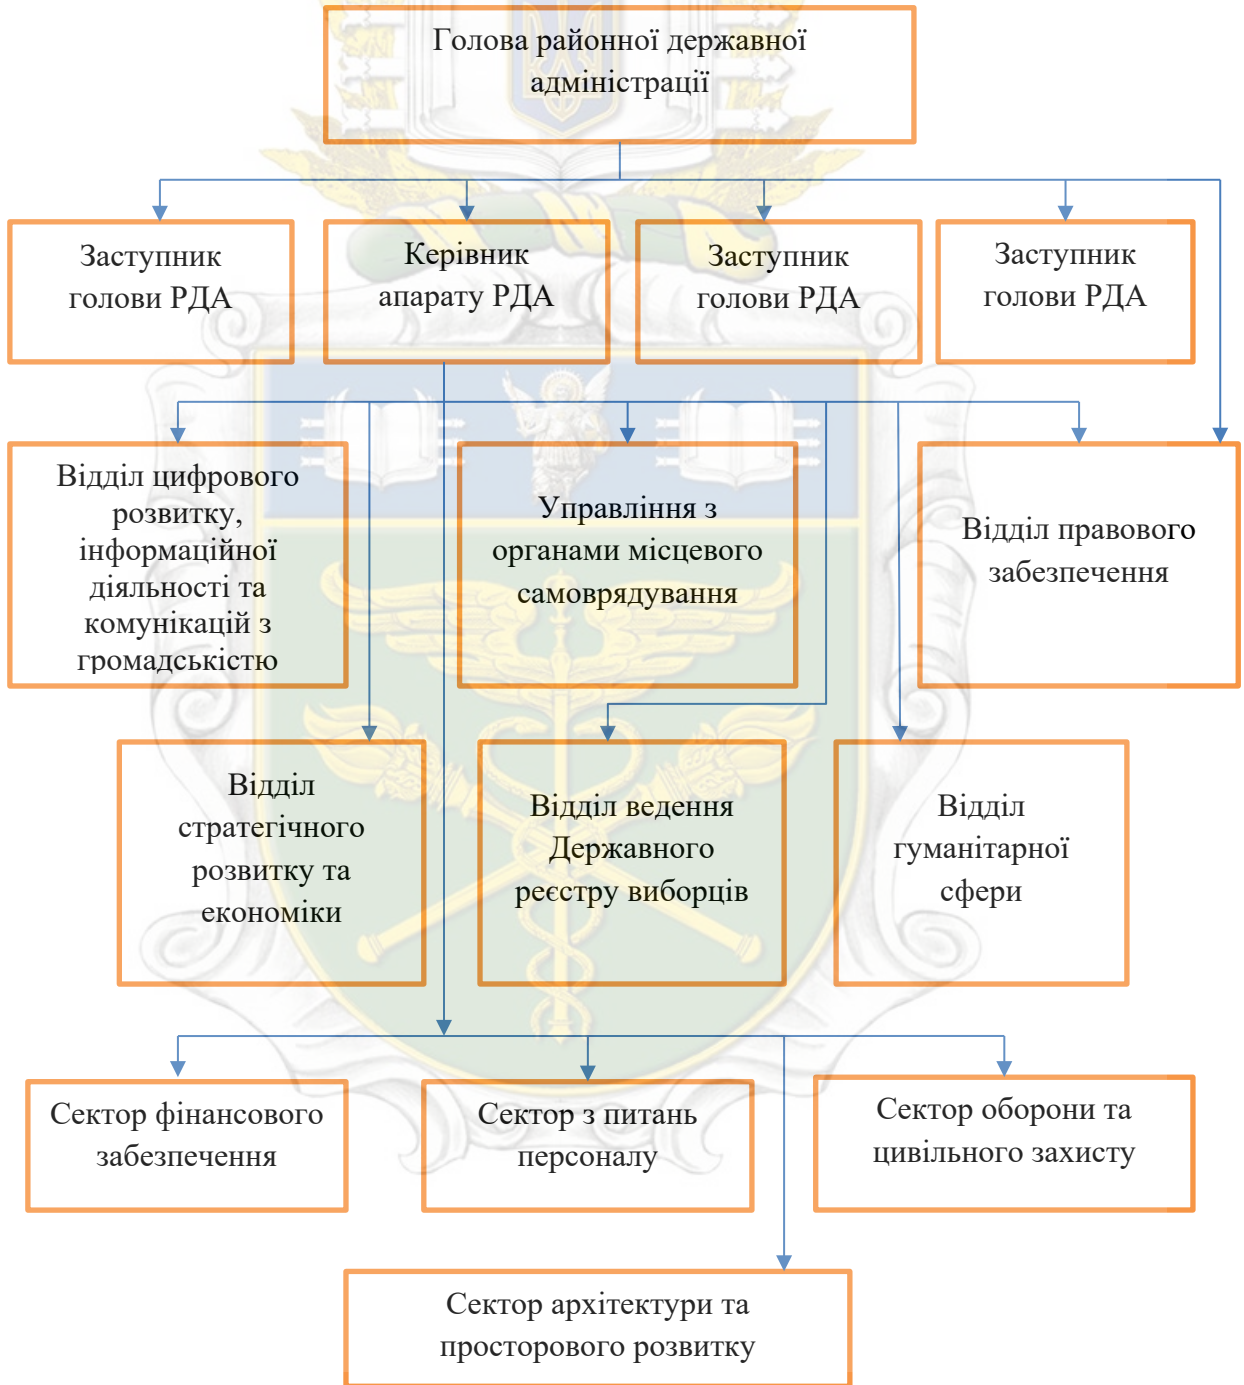 Голова районної державної
адміністрації
Заступник
голови РДА
Керівник
апарату РДА
Заступник
голови РДА
Заступник
голови РДА
Відділ цифрового
розвитку,
інформаційної
діяльності та
комунікацій з
громадськістю
Управління з
органами місцевого
самоврядування
Відділ правового
забезпечення
Відділ
стратегічного
розвитку та
економіки
Відділ ведення
Державного
реєстру виборців
Відділ
гуманітарної
сфери
Сектор фінансового
забезпечення
Сектор з питань
персоналу
Сектор оборони та
цивільного захисту
Сектор архітектури та
просторового розвитку